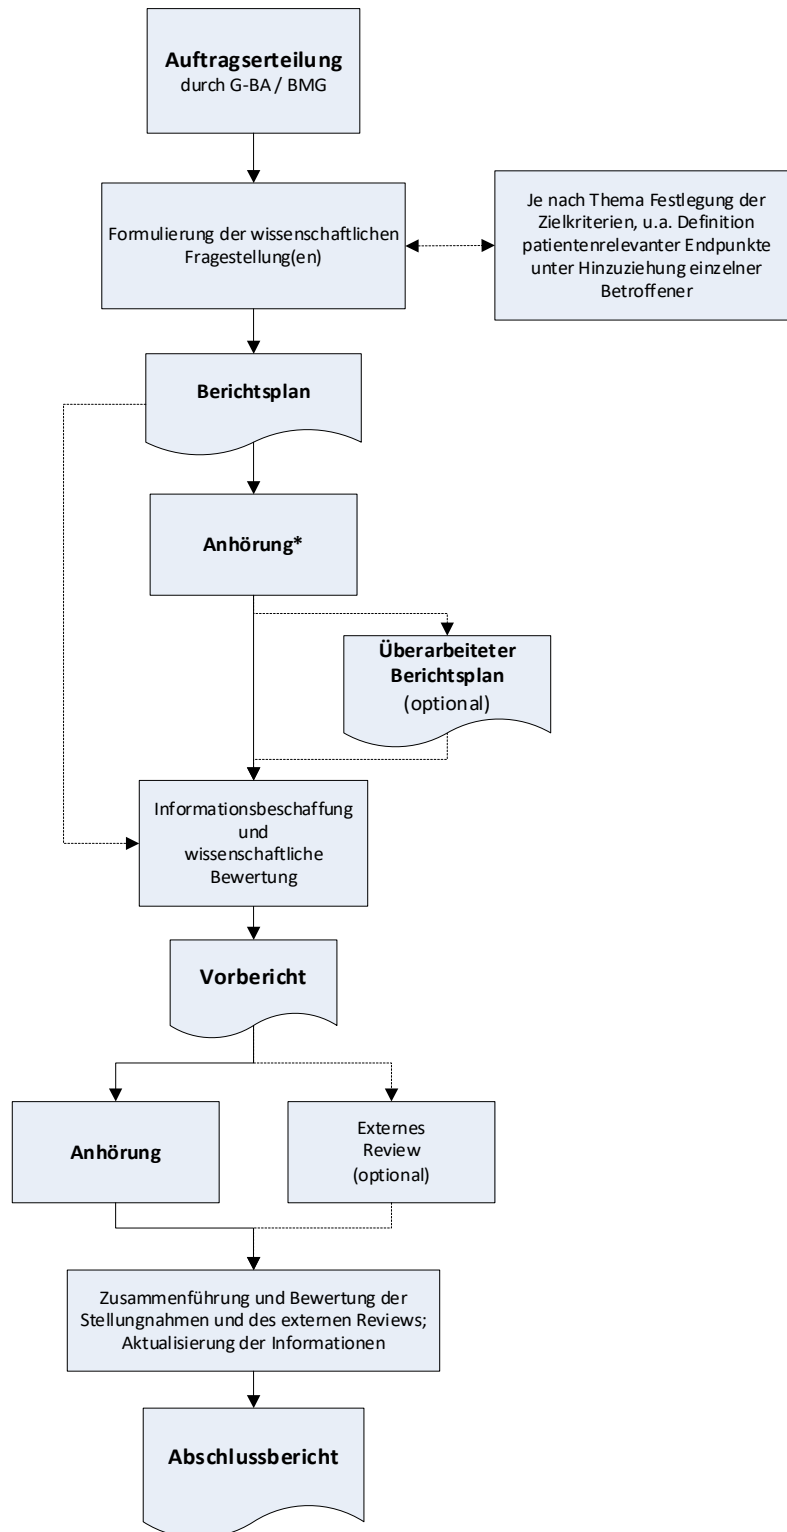 Auftragserteilung
durch G-BA / BMG
Formulierung der wissenschaftlichen
Fragestellung(en)
Je nach Thema Festlegung der
Zielkriterien, u.a. Definition
patientenrelevanter Endpunkte
unter Hinzuziehung einzelner
Betroffener
Berichtsplan
Anhörung*
Überarbeiteter
Berichtsplan
(optional)
Informationsbeschaffung
und
wissenschaftliche
Bewertung
Vorbericht
Anhörung
Externes
Review
(optional)
Zusammenführung und Bewertung der
Stellungnahmen und des externen Reviews;
Aktualisierung der Informationen
Abschlussbericht